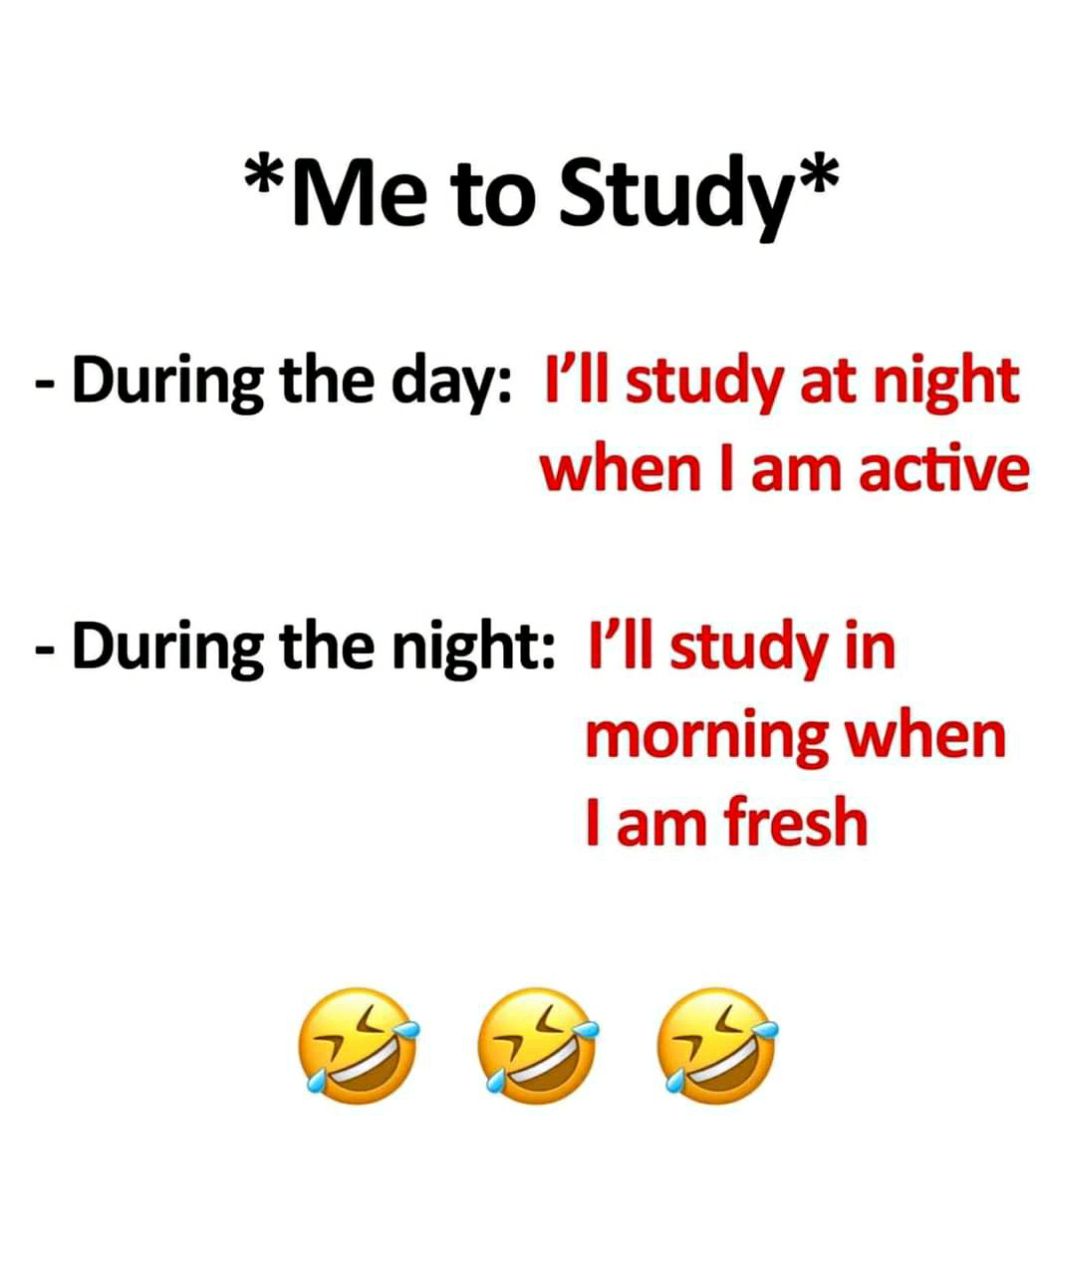 *Me to Study*
- During the day: I’ll study at night
when I am active
- During the night: I’ll study in
morning when
I am fresh
🤣 🤣 🤣